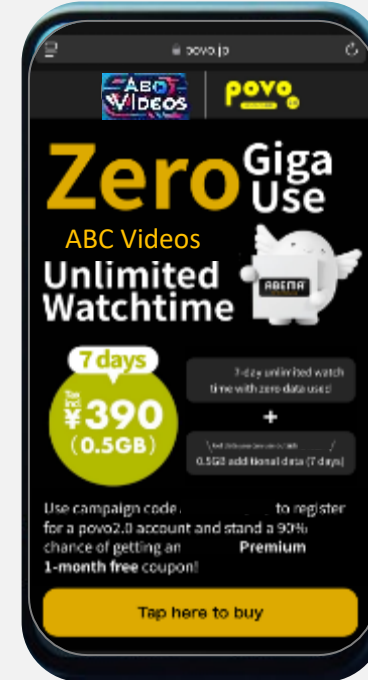 povo.jp
ABC VIDEOS
povo
Zero Giga Use
ABC Videos
Unlimited
Watchtime
ABEMA
7 days
¥390
(0.5GB)
7-day unlimited watch
time with zero data used
+
0.5GB additional data (7 days)
Use campaign code to register
for a povo2.0 account and stand a 90%
chance of getting an Premium
1-month free coupon!
Tap here to buy